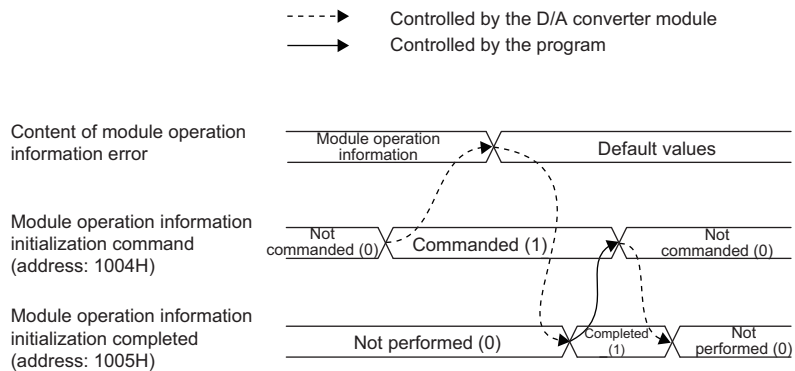 Controlled by the D/A converter module
Controlled by the program
Content of module operation
information error
Module operation
information
Default values
Module operation information
initialization command
(address: 1004H)
Not
commanded (0)
Commanded (1)
Not
commanded (0)
Module operation information
initialization completed
(address: 1005H)
Not performed (0)
Completed
(1)
Not
performed (0)